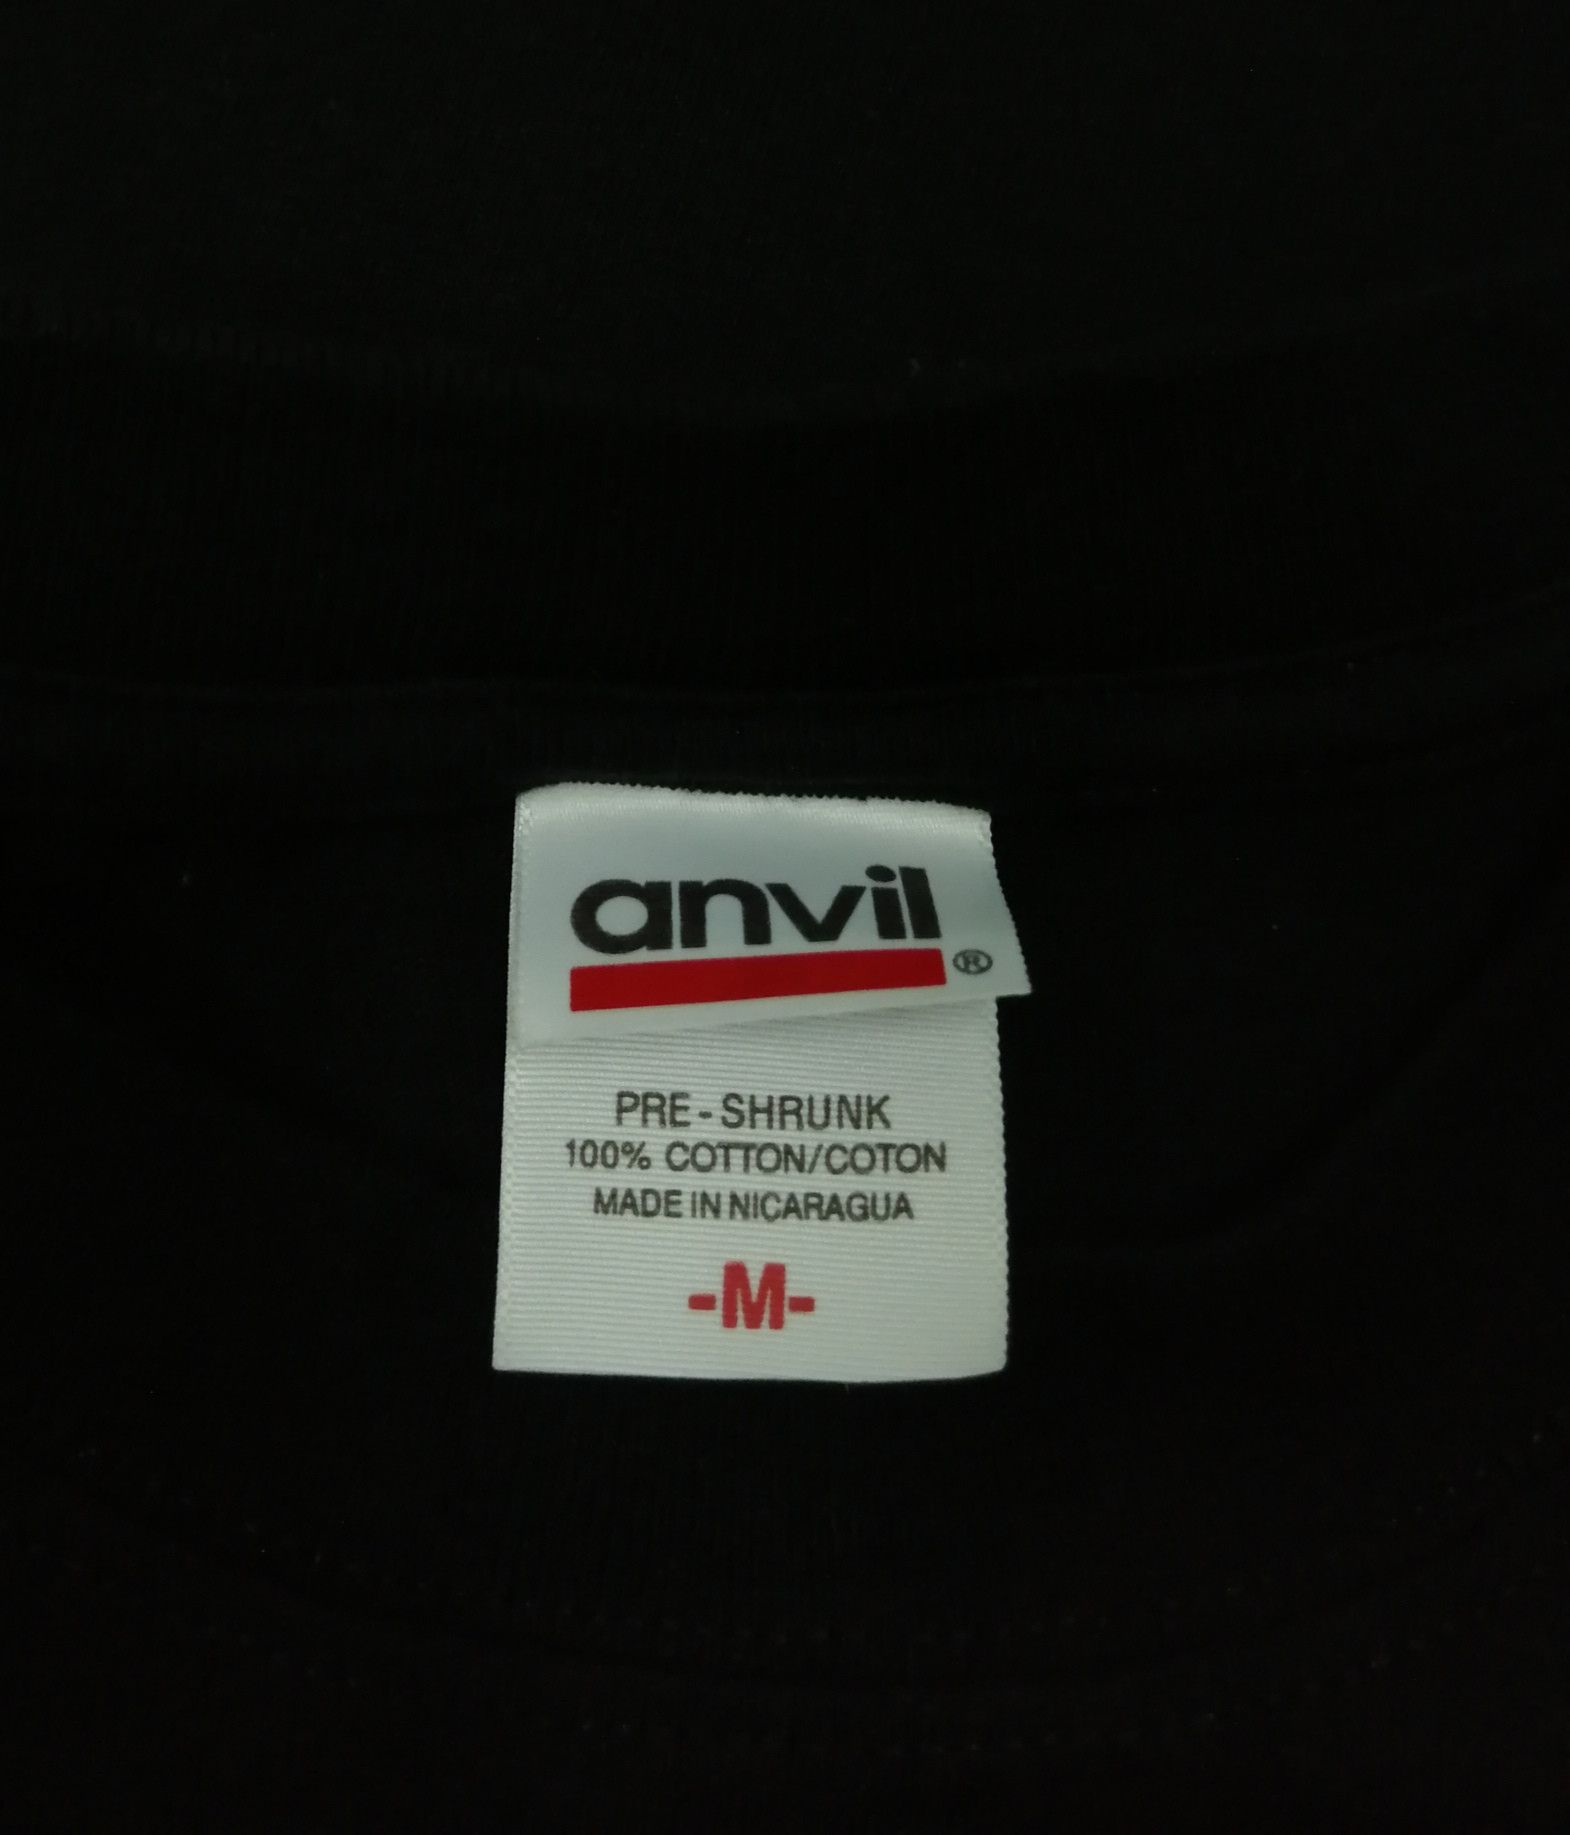 anvil®
PRE-SHRUNK
100% COTTON/COTON
MADE IN NICARAGUA
-M-